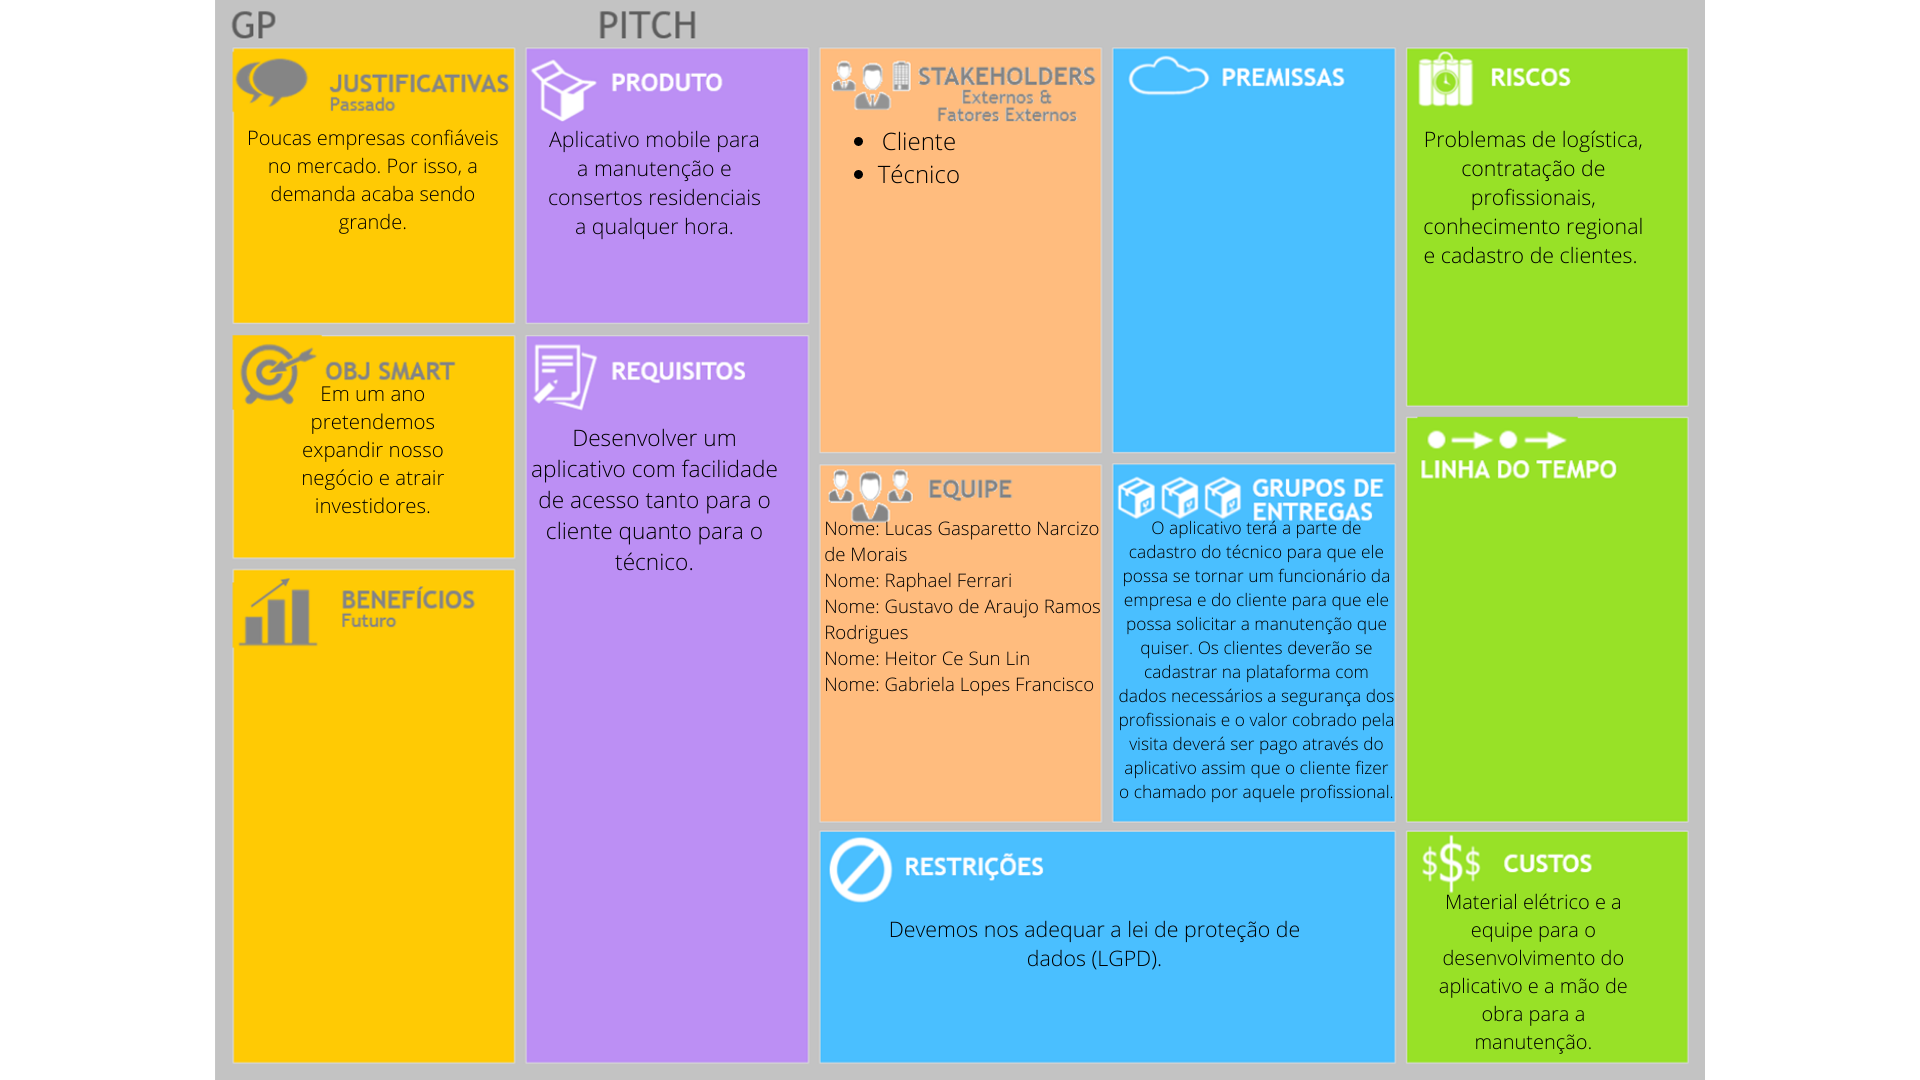 GP
PITCH
JUSTIFICATIVAS
Passado
Poucas empresas confiáveis
no mercado. Por isso, a
demanda acaba sendo
grande.
OBJ SMART
Em um ano
pretendemos
expandir nosso
negócio e atrair
investidores.
BENEFÍCIOS
Futuro
PRODUTO
Aplicativo mobile para
a manutenção e
consertos residenciais
a qualquer hora.
REQUISITOS
Desenvolver um
aplicativo com facilidade
de acesso tanto para o
cliente quanto para o
técnico.
STAKEHOLDERS
Externos &
Fatores Externos
• Cliente
• Técnico
EQUIPE
Nome: Lucas Gasparetto Narcizo
de Morais
Nome: Raphael Ferrari
Nome: Gustavo de Araujo Ramos
Rodrigues
Nome: Heitor Ce Sun Lin
Nome: Gabriela Lopes Francisco
PREMISSAS
GRUPOS DE
ENTREGAS
O aplicativo terá a parte de
cadastro do técnico para que ele
possa se tornar um funcionário da
empresa e do cliente para que ele
possa solicitar a manutenção que
quiser. Os clientes deverão se
cadastrar na plataforma com
dados necessários a segurança dos
profissionais e o valor cobrado pela
visita deverá ser pago através do
aplicativo assim que o cliente fizer
o chamado por aquele profissional.
RESTRIÇÕES
Devemos nos adequar a lei de proteção de
dados (LGPD).
RISCOS
Problemas de logística,
contratação de
profissionais,
conhecimento regional
e cadastro de clientes.
LINHA DO TEMPO
$$$ CUSTOS
Material elétrico e a
equipe para o
desenvolvimento do
aplicativo e a mão de
obra para a
manutenção.